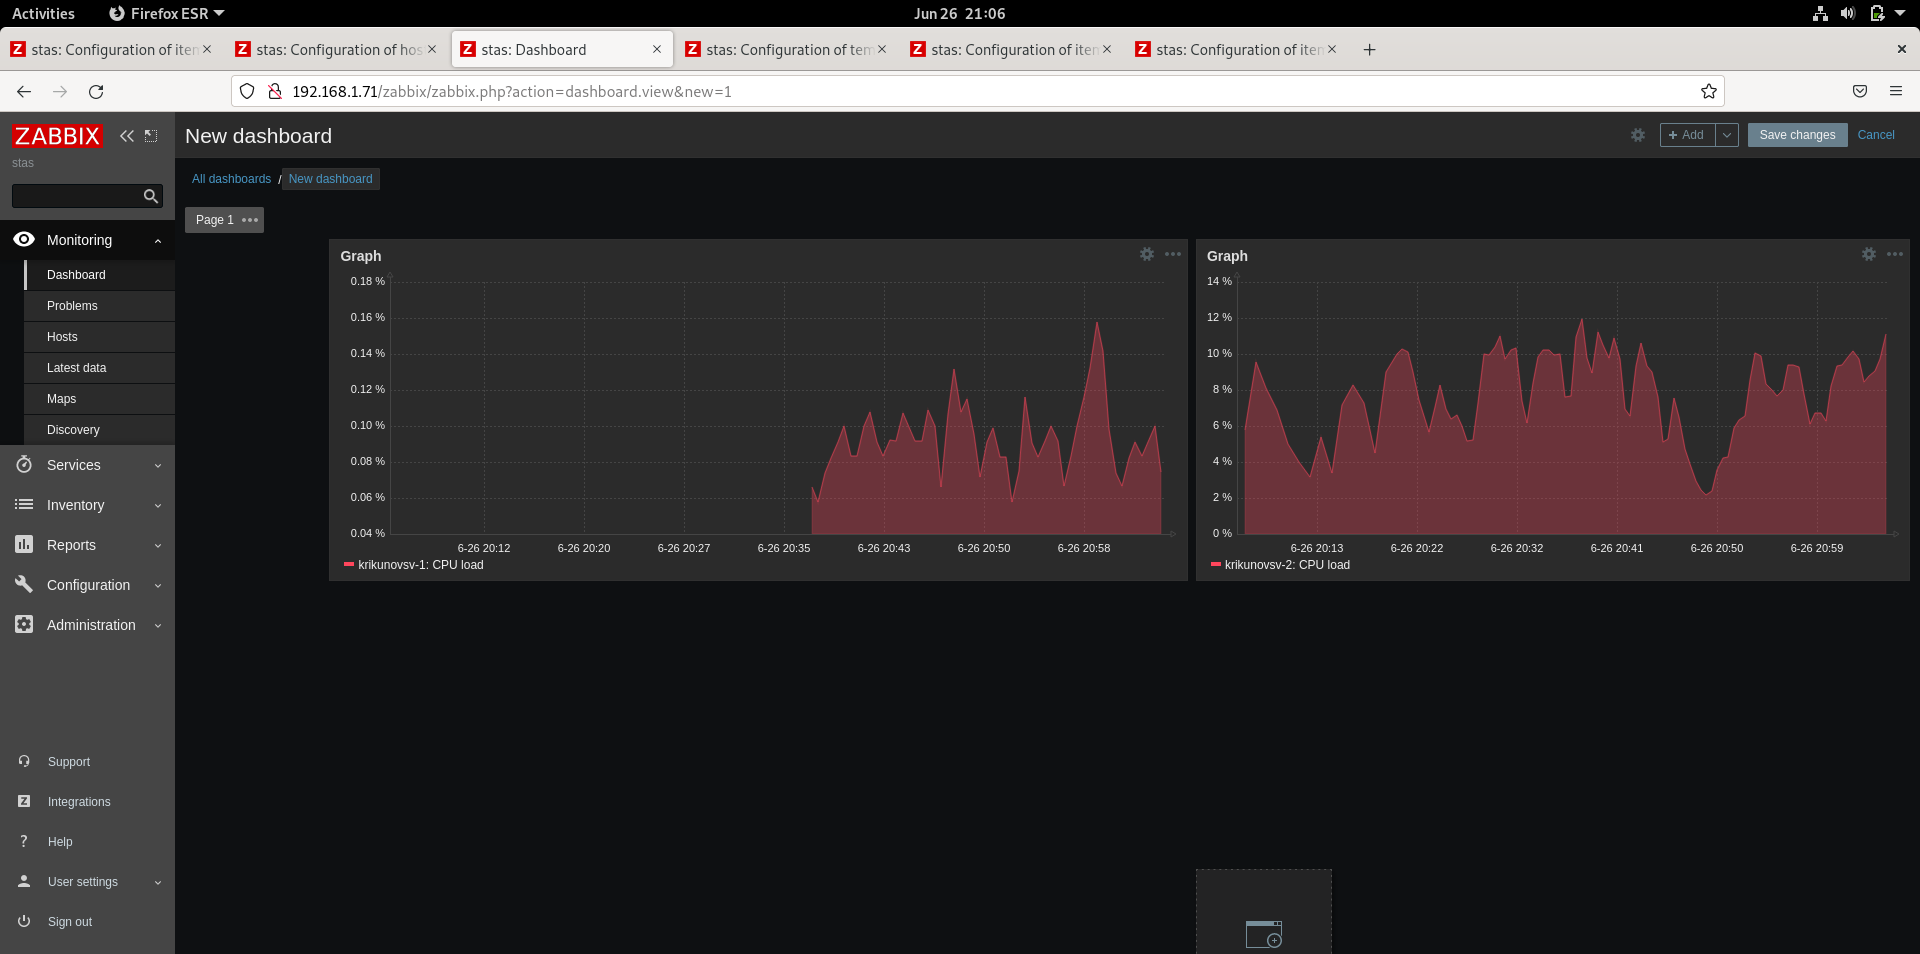 Activities Firefox ESR Jun 26 21:06
stas: Configuration of iten stas: Configuration of hos stas: Dashboard stas: Configuration of tem stas: Configuration of iten stas: Configuration of iten
192.168.1.71/zabbix/zabbix.php?action=dashboard.view&new=1
ZABBIX
stas
New dashboard
+ Add
Save changes
Cancel
All dashboards / New dashboard
Page 1
Monitoring
Dashboard
Problems
Hosts
Latest data
Maps
Discovery
Services
Inventory
Reports
Configuration
Administration
Support
Integrations
Help
User settings
Sign out
Graph
0.18 %
0.16 %
0.14 %
0.12 %
0.10 %
0.08 %
0.06 %
0.04 %
6-26 20:12 6-26 20:20 6-26 20:27 6-26 20:35 6-26 20:43 6-26 20:50 6-26 20:58
krikunovsv-1: CPU load
Graph
14 %
12 %
10 %
8 %
6 %
4 %
2 %
0 %
6-26 20:13 6-26 20:22 6-26 20:32 6-26 20:41 6-26 20:50 6-26 20:59
krikunovsv-2: CPU load